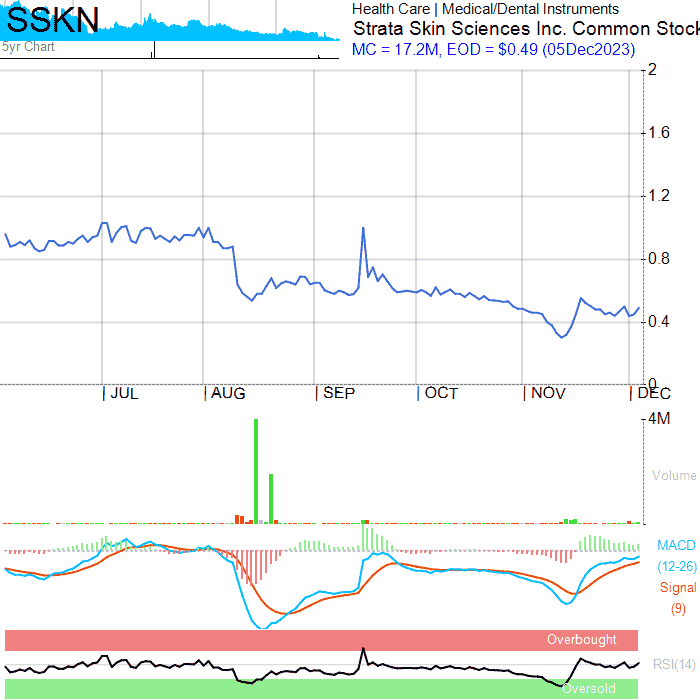 SSKN
5yr Chart
Health Care | Medical/Dental Instruments
Strata Skin Sciences Inc. Common Stock
MC = 17.2M, EOD = $0.49 (05Dec2023)
2
1.6
1.2
0.8
0.4
0
JUL AUG SEP OCT NOV DEC
4M
Volume
MACD
(12-26)
Signal
(9)
Overbought
RSI(14)
Oversold